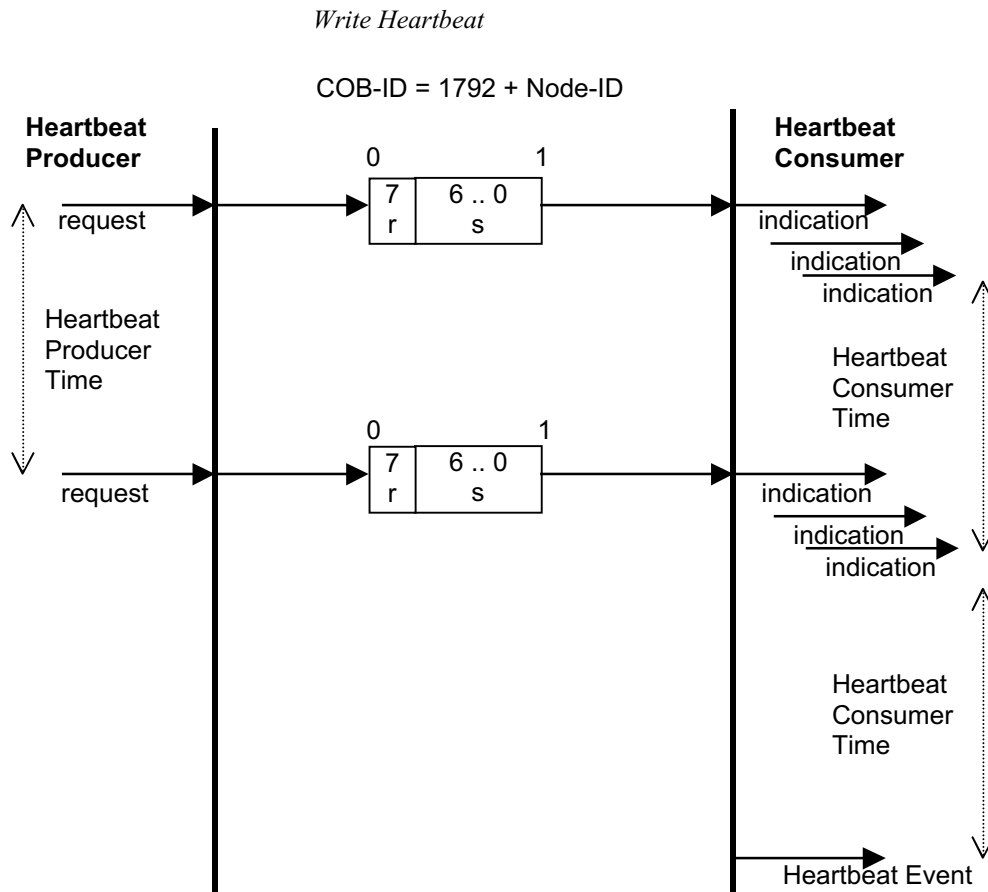 Write Heartbeat
COB-ID = 1792 + Node-ID
Heartbeat
Producer
Heartbeat
Consumer
0 1
7 6 .. 0
r s
request
indication
indication
indication
Heartbeat
Producer
Time
Heartbeat
Consumer
Time
0 1
7 6 .. 0
r s
request
indication
indication
indication
Heartbeat
Consumer
Time
Heartbeat Event